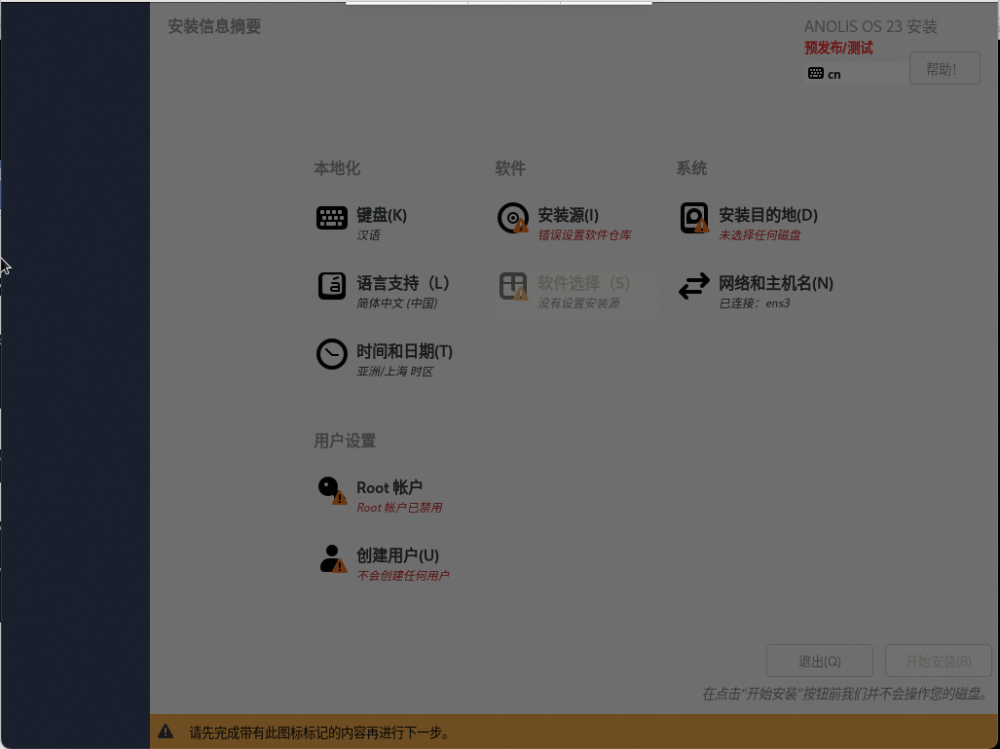 安装信息摘要
ANOLIS OS 23 安装
预发布/测试
cn
帮助！
本地化
软件
系统
键盘(K)
汉语
安装源(I)
错误设置软件仓库
安装目的地(D)
未选择任何磁盘
语言支持（L）
简体中文 (中国)
软件选择（S）
没有设置安装源
网络和主机名(N)
已连接：ens3
时间和日期(T)
亚洲/上海 时区
用户设置
Root 帐户
Root 帐户已禁用
创建用户(U)
不会创建任何用户
退出(Q)
开始安装(B)
在点击“开始安装”按钮前我们并不会操作您的磁盘。
请先完成带有此图标标记的内容再进行下一步。